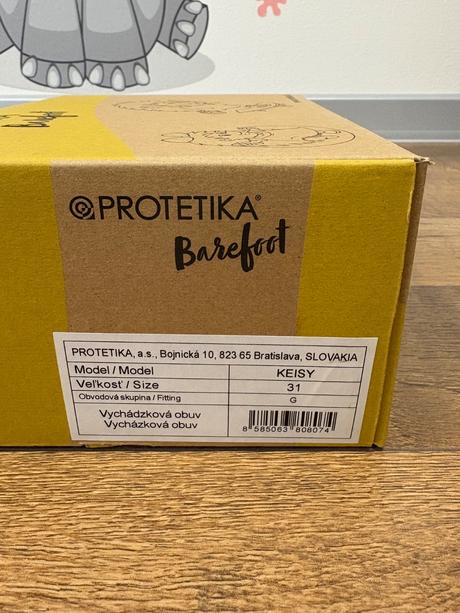 Barefoot
PROTETIKA®
Barefoot
PROTETIKA, a.s., Bojnická 10, 823 65 Bratislava, SLOVAKIA
Model / Model KEISY
Veľkosť / Size 31
Obvodová skupina / Fitting G
Vychádzková obuv
Vycházková obuv
8 585063 808074